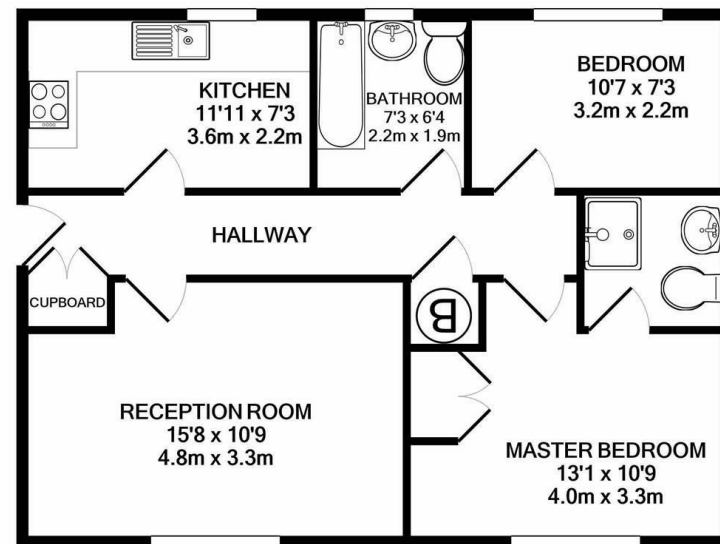 KITCHEN
11'11 x 7'3
3.6m x 2.2m
BATHROOM
7'3 x 6'4
2.2m x 1.9m
BEDROOM
10'7 x 7'3
3.2m x 2.2m
HALLWAY
CUPBOARD
B
RECEPTION ROOM
15'8 x 10'9
4.8m x 3.3m
MASTER BEDROOM
13'1 x 10'9
4.0m x 3.3m